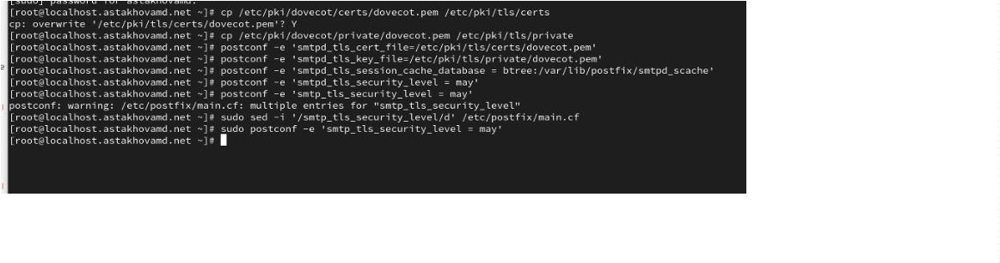 [sudo] password for astakhovamd:
[root@localhost.astakhovamd.net ~]# cp /etc/pki/dovecot/certs/dovecot.pem /etc/pki/tls/certs
cp: overwrite '/etc/pki/tls/certs/dovecot.pem'? Y
[root@localhost.astakhovamd.net ~]# cp /etc/pki/dovecot/private/dovecot.pem /etc/pki/tls/private
[root@localhost.astakhovamd.net ~]# postconf -e 'smtpd_tls_cert_file=/etc/pki/tls/certs/dovecot.pem'
[root@localhost.astakhovamd.net ~]# postconf -e 'smtpd_tls_key_file=/etc/pki/tls/private/dovecot.pem'
[root@localhost.astakhovamd.net ~]# postconf -e 'smtpd_tls_session_cache_database = btree:/var/lib/postfix/smtpd_scache'
[root@localhost.astakhovamd.net ~]# postconf -e 'smtpd_tls_security_level = may'
[root@localhost.astakhovamd.net ~]# postconf -e 'smtp_tls_security_level = may'
postconf: warning: /etc/postfix/main.cf: multiple entries for "smtp_tls_security_level"
[root@localhost.astakhovamd.net ~]# sudo sed -i '/smtp_tls_security_level/d' /etc/postfix/main.cf
[root@localhost.astakhovamd.net ~]# sudo postconf -e 'smtp_tls_security_level = may'
[root@localhost.astakhovamd.net ~]#